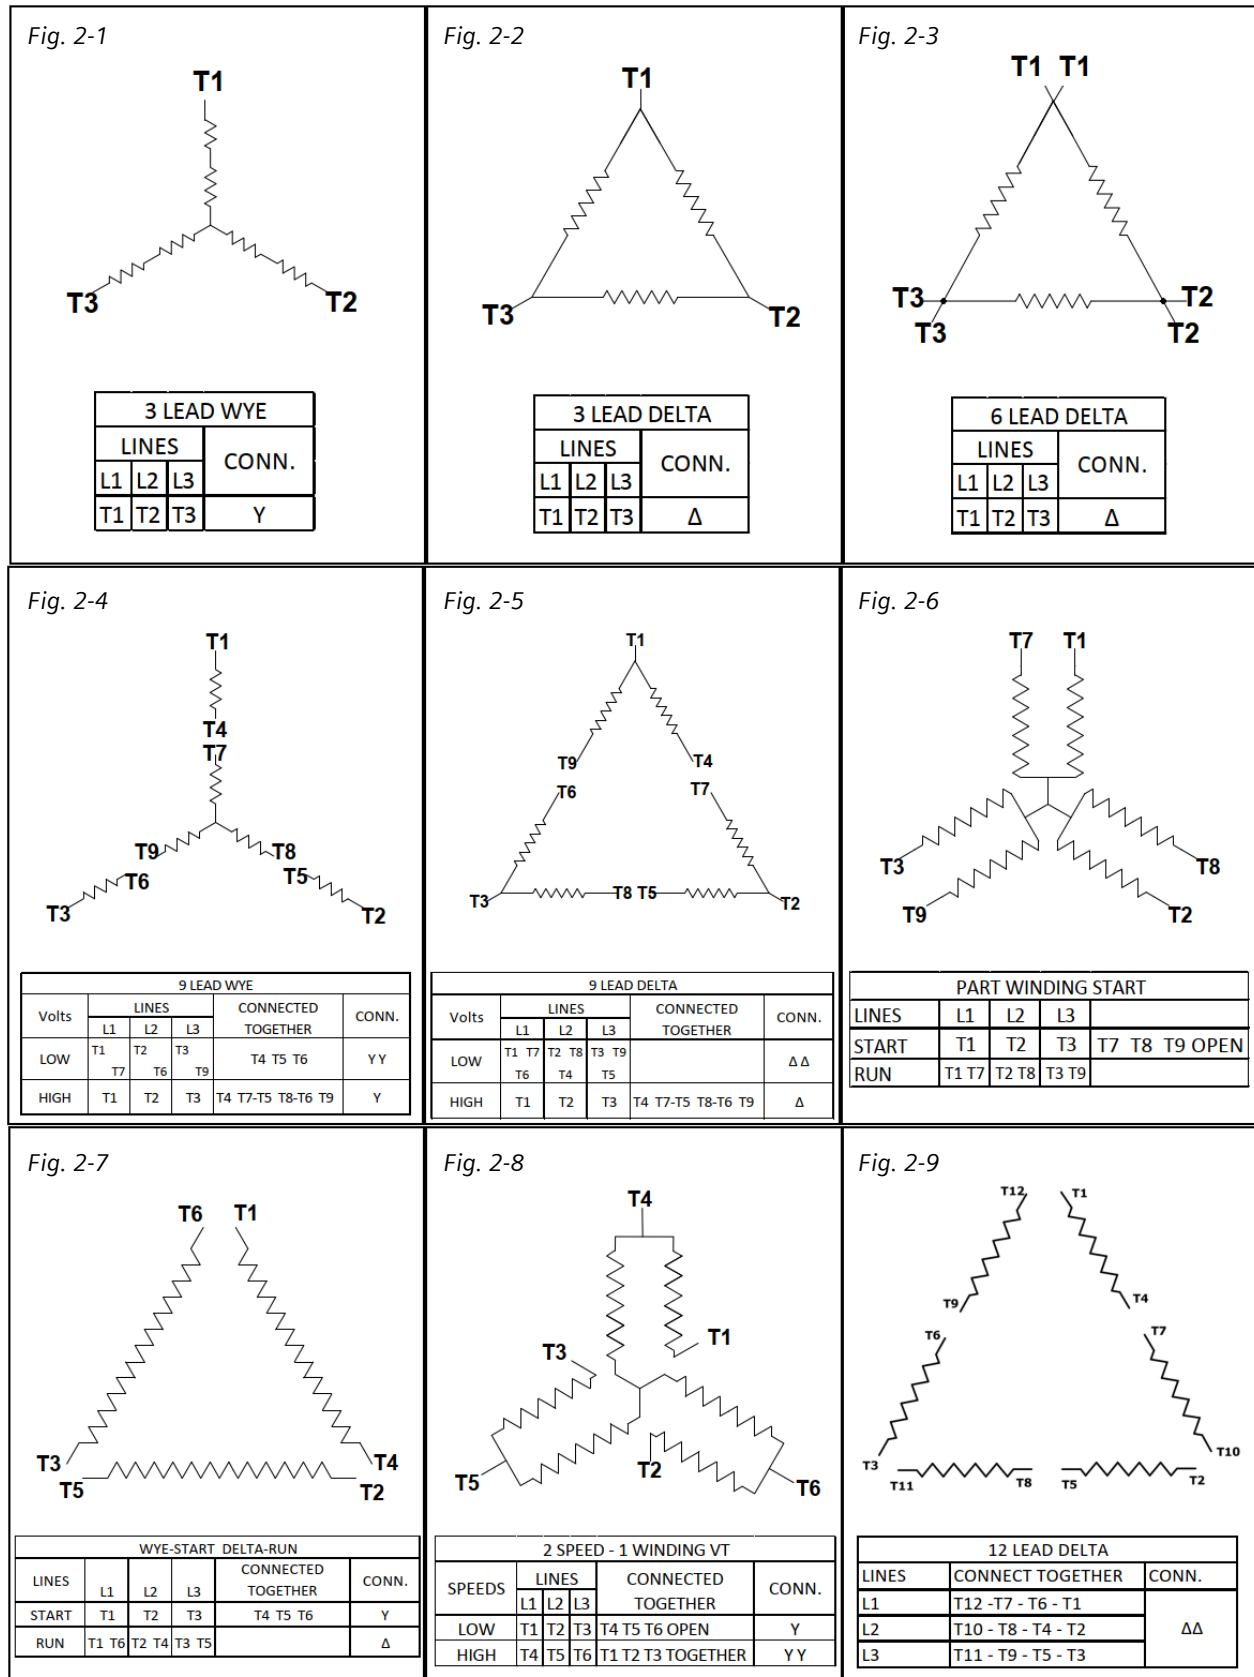 Fig. 2-1
T1
T3
T2
3 LEAD WYE
LINES CONN.
L1 L2 L3
T1 T2 T3 Y
Fig. 2-2
T1
T3
T2
3 LEAD DELTA
LINES CONN.
L1 L2 L3
T1 T2 T3 Δ
Fig. 2-3
T1 T1
T3 T2
T3 T2
6 LEAD DELTA
LINES CONN.
L1 L2 L3
T1 T2 T3 Δ
Fig. 2-4
T1
T4
T7
T9 T8
T6 T5
T3 T2
9 LEAD WYE
Volts LINES CONNECTED TOGETHER CONN.
L1 L2 L3
LOW T1 T7 T2 T6 T3 T9 T4 T5 T6 Y Y
HIGH T1 T2 T3 T4 T7-T5 T8-T6 T9 Y
Fig. 2-5
T1
T9 T4
T6 T7
T3 T8 T5 T2
9 LEAD DELTA
Volts LINES CONNECTED TOGETHER CONN.
L1 L2 L3
LOW T1 T7 T6 T2 T8 T4 T3 T9 T5 Δ Δ
HIGH T1 T2 T3 T4 T7-T5 T8-T6 T9 Δ
Fig. 2-6
T7 T1
T3 T8
T9 T2
PART WINDING START
LINES L1 L2 L3
START T1 T2 T3 T7 T8 T9 OPEN
RUN T1 T7 T2 T8 T3 T9
Fig. 2-7
T6 T1
T3 T4
T5 T2
WYE-START DELTA-RUN
LINES L1 L2 L3 CONNECTED TOGETHER CONN.
START T1 T2 T3 T4 T5 T6 Y
RUN T1 T6 T2 T4 T3 T5 Δ
Fig. 2-8
T4
T1
T3
T2
T5 T6
2 SPEED - 1 WINDING VT
SPEEDS LINES CONNECTED TOGETHER CONN.
L1 L2 L3
LOW T1 T2 T3 T4 T5 T6 OPEN Y
HIGH T4 T5 T6 T1 T2 T3 TOGETHER Y Y
Fig. 2-9
T12 T1
T9 T4
T6 T7
T3 T10
T11 T8 T5 T2
12 LEAD DELTA
LINES CONNECT TOGETHER CONN.
L1 T12 -T7 - T6 - T1
L2 T10 - T8 - T4 - T2 ΔΔ
L3 T11 - T9 - T5 - T3